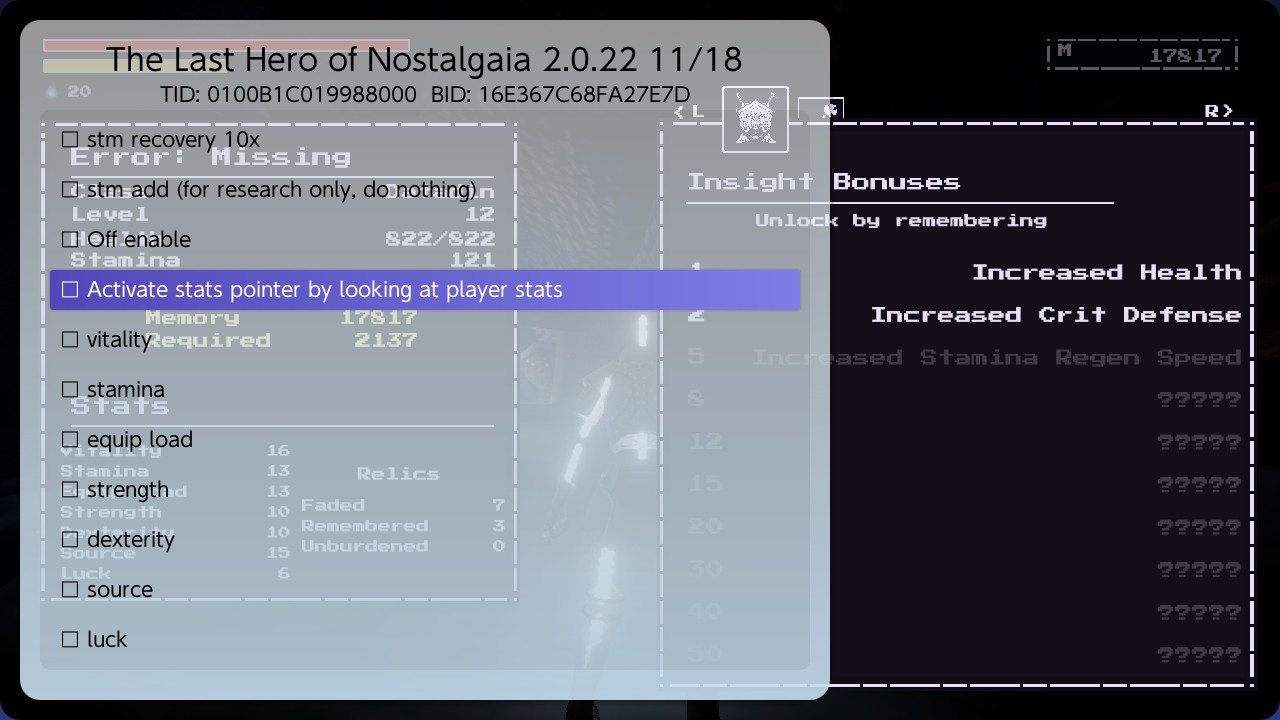 The Last Hero of Nostalgaia 2.0.22 11/18
TID: 0100B1C019988000 BID: 16E367C68FA27E7D
☐ stm recovery 10x
☐ stm add (for research only, do nothing)
☐ Off enable
☐ Activate stats pointer by looking at player stats
☐ vitality
☐ stamina
☐ equip load
☐ strength
☐ dexterity
☐ source
☐ luck
20
Error: Missing
Level 12
Health 822/822
Stamina 121
Memory 17817
Required 2137
Stats
Vitality 16
Stamina 13
13
Strength 10
Dexterity 10
Source 15
Luck 6
Relics
Faded 7
Remembered 3
Unburdened 0
M 17817
<L
R>
Insight Bonuses
Unlock by remembering
1 Increased Health
2 Increased Crit Defense
5 Increased Stamina Regen Speed
8 ?????
12 ?????
15 ?????
20 ?????
30 ?????
40 ?????
50 ?????